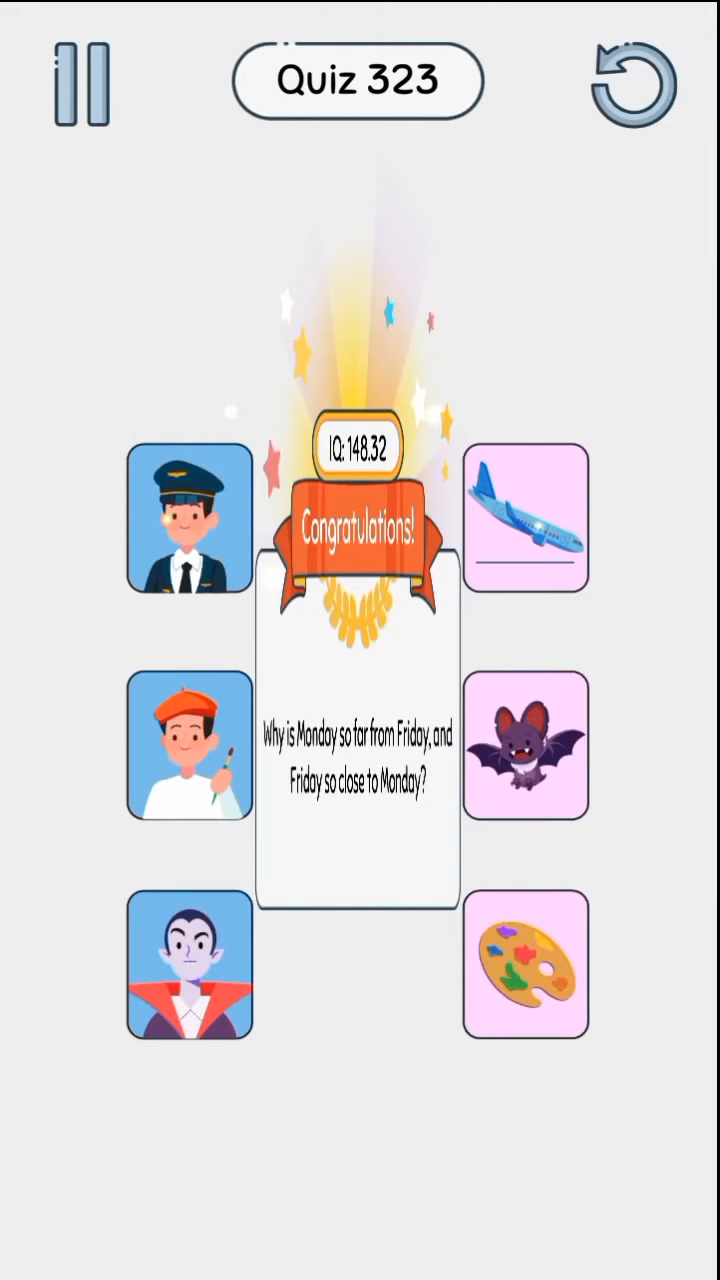 Quiz 323
IQ: 148.32
Congratulations!
Why is Monday so far from Friday, and
Friday so close to Monday?